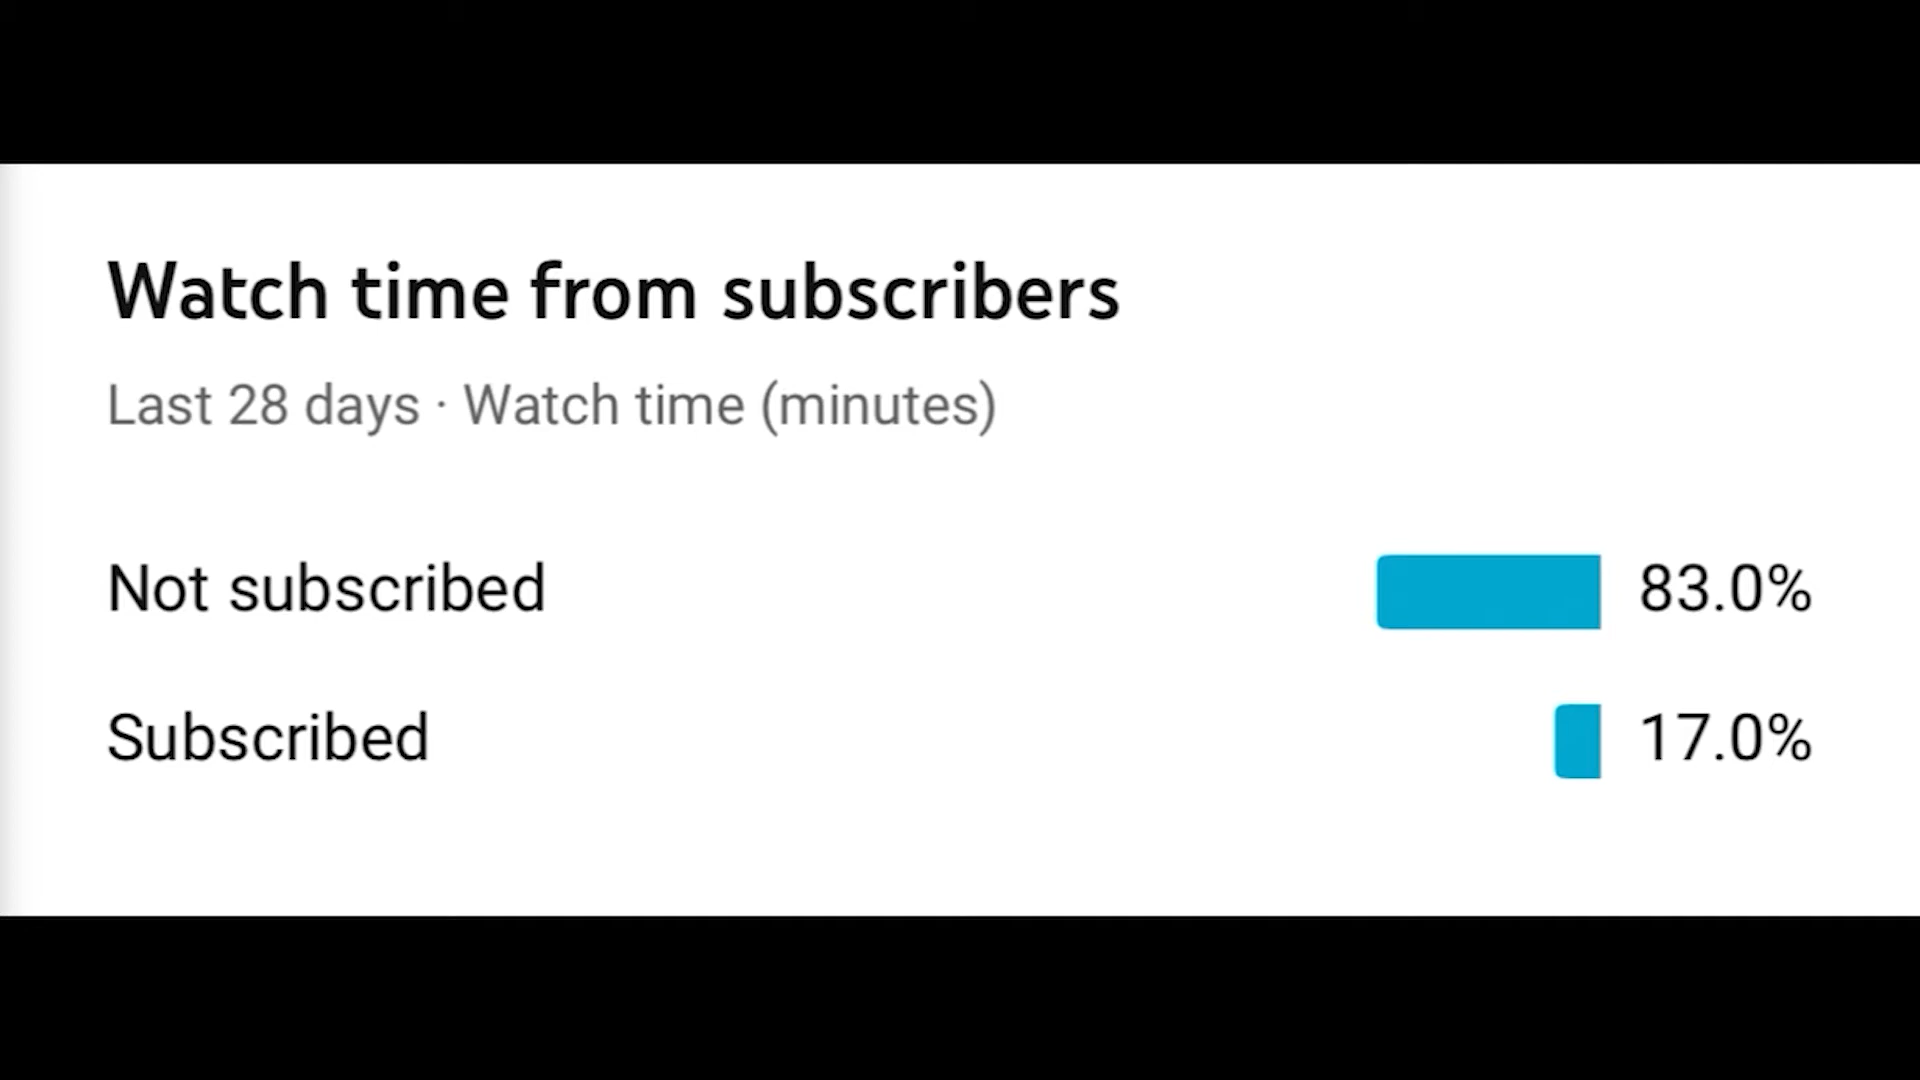 Watch time from subscribers
Last 28 days · Watch time (minutes)
Not subscribed 83.0%
Subscribed 17.0%